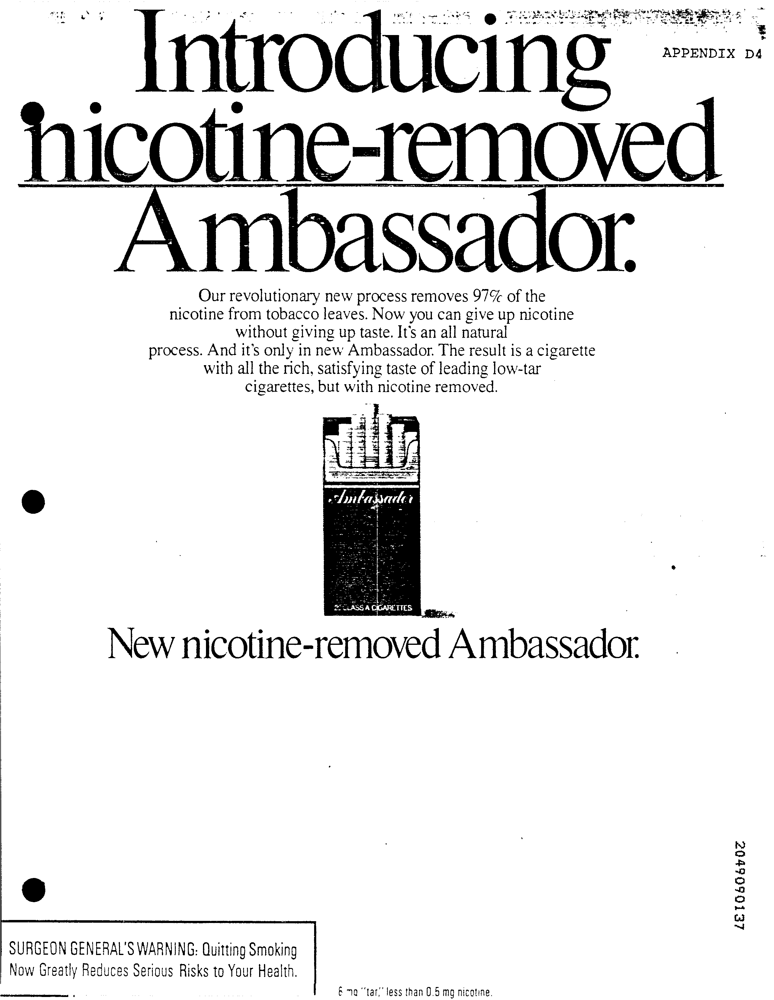 APPENDIX D4
Introducing
nicotine-removed
Ambassador.
Our revolutionary new process removes 97% of the
nicotine from tobacco leaves. Now you can give up nicotine
without giving up taste. It's an all natural
process. And it's only in new Ambassador. The result is a cigarette
with all the rich, satisfying taste of leading low-tar
cigarettes, but with nicotine removed.
Ambassador
CLASS A CIGARETTES
New nicotine-removed Ambassador.
2049090137
SURGEON GENERAL'S WARNING: Quitting Smoking
Now Greatly Reduces Serious Risks to Your Health.
mg "tar," less than 0.5 mg nicotine.